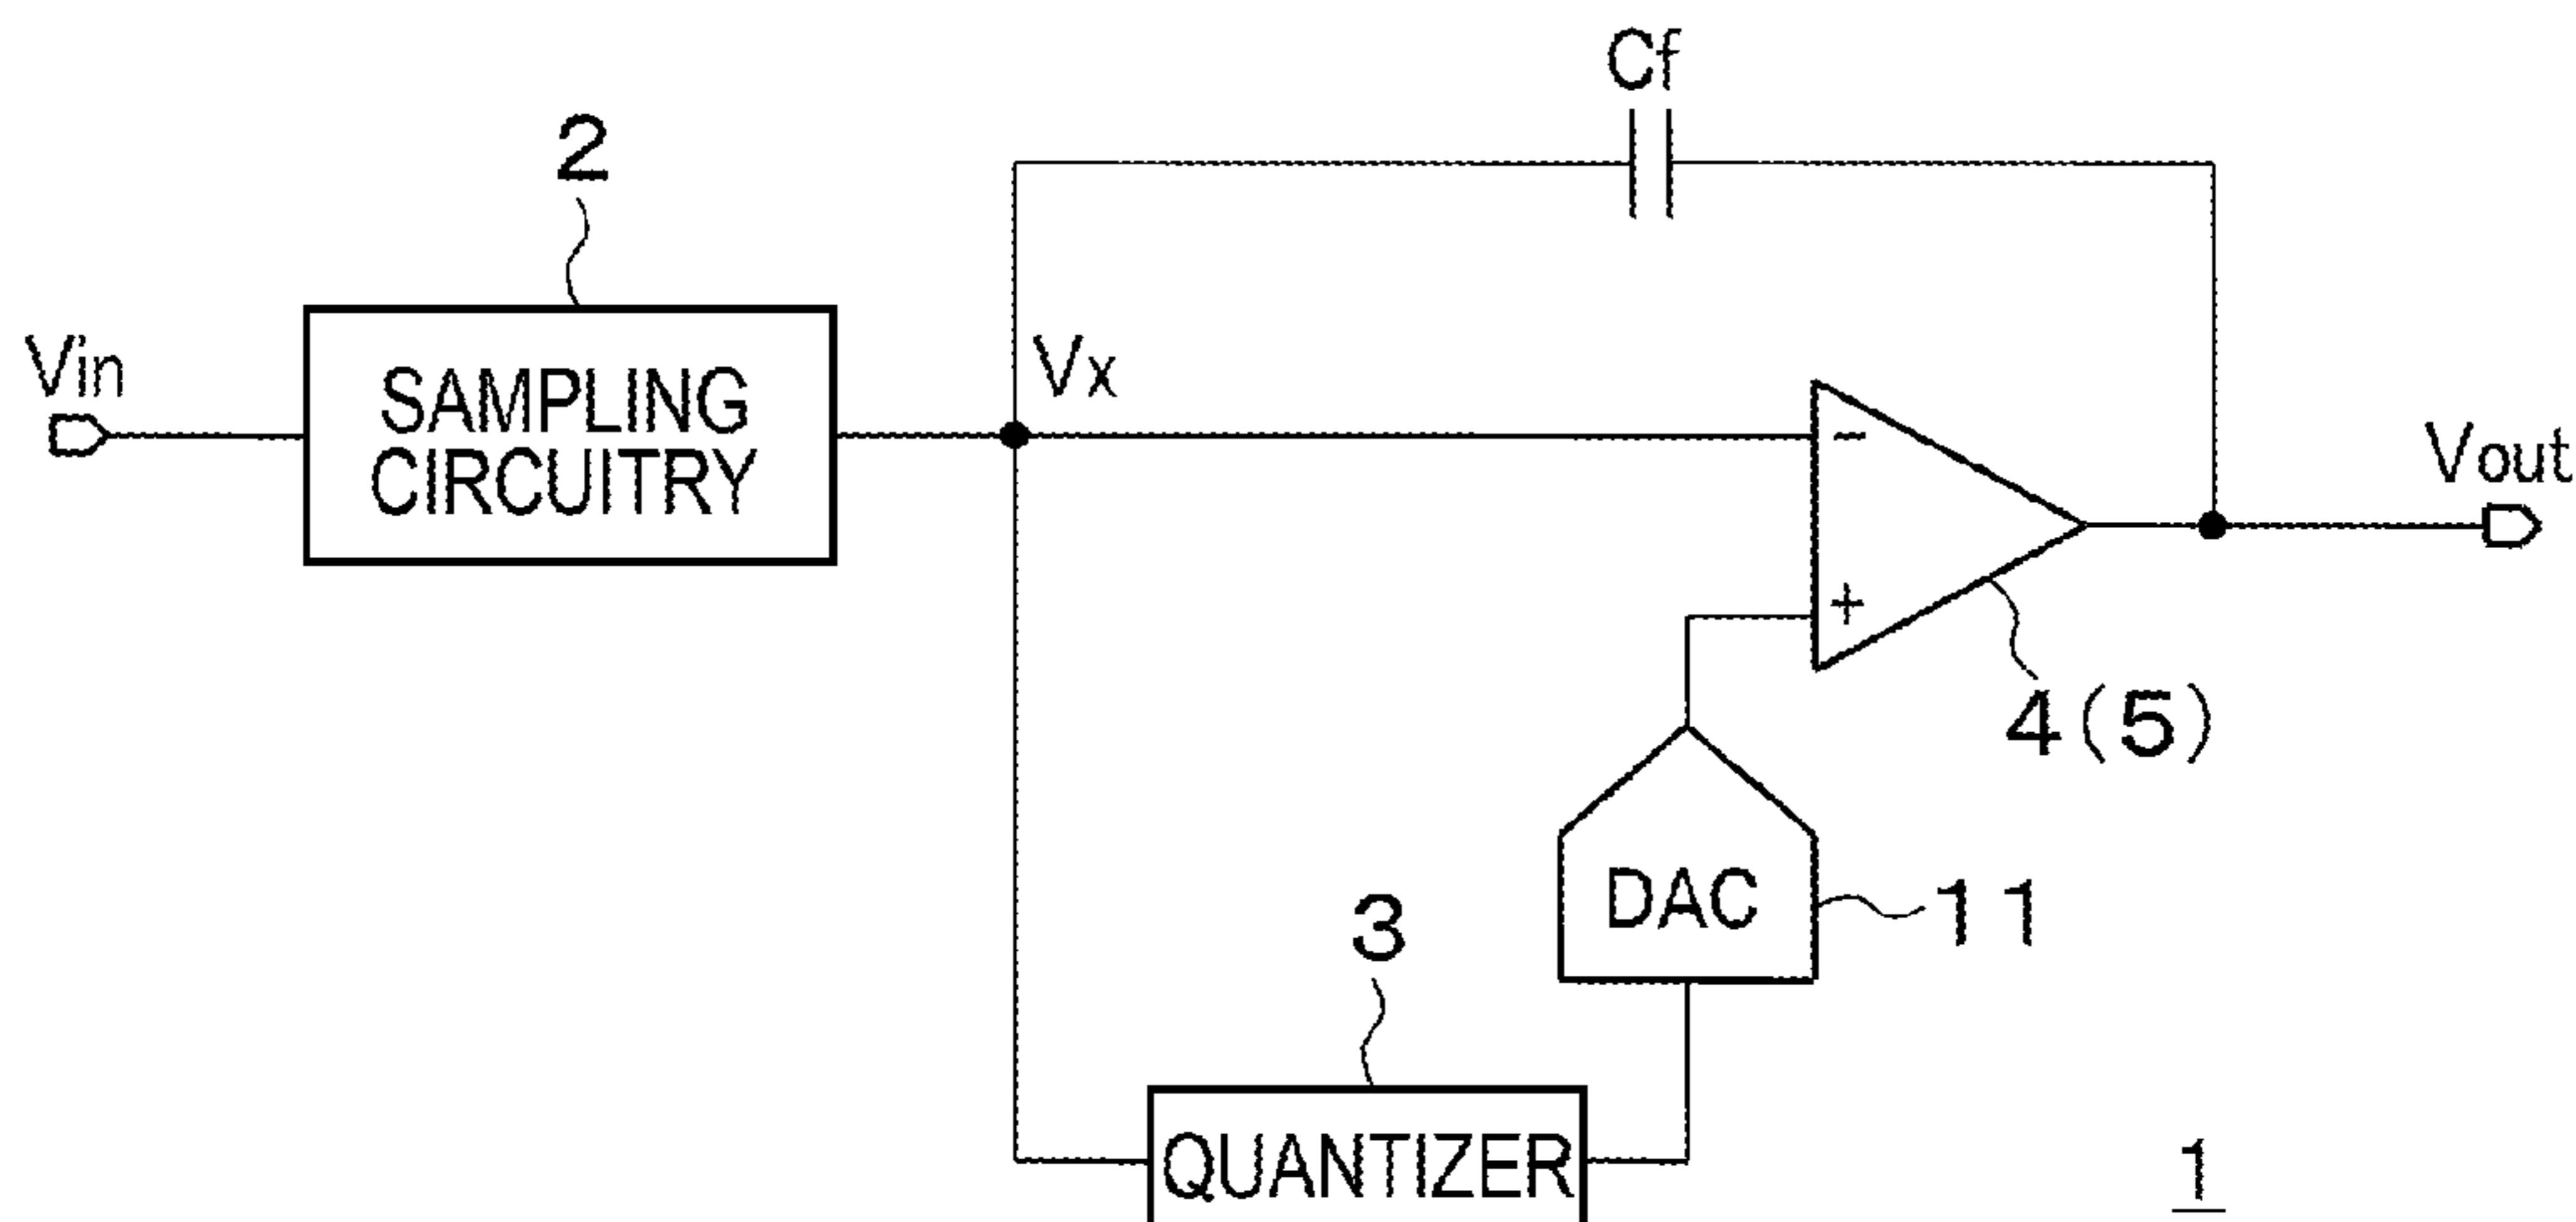 Cf
2
Vin
SAMPLING
CIRCUITRY
Vx
−
+
Vout
4(5)
DAC
11
3
QUANTIZER
1